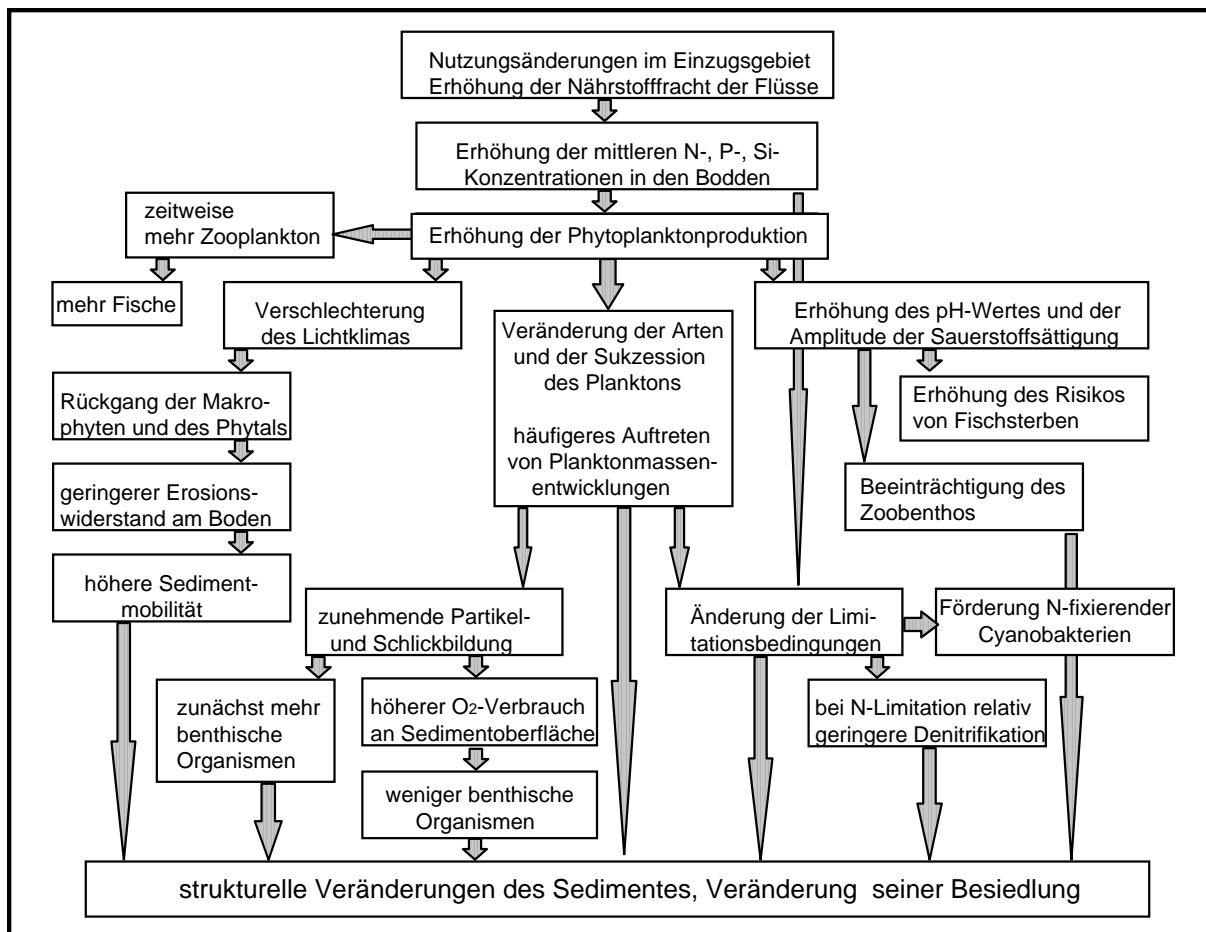 Nutzungsänderungen im Einzugsgebiet
Erhöhung der Nährstofffracht der Flüsse
Erhöhung der mittleren N-, P-, Si-
Konzentrationen in den Bodden
zeitweise
mehr Zooplankton
Erhöhung der Phytoplanktonproduktion
mehr Fische
Verschlechterung
des Lichtklimas
Veränderung der Arten
und der Sukzession
des Planktons
häufigeres Auftreten
von Planktonmassen-
entwicklungen
Erhöhung des pH-Wertes und der
Amplitude der Sauerstoffsättigung
Rückgang der Makro-
phyten und des Phytals
Erhöhung des Risikos
von Fischsterben
geringerer Erosions-
widerstand am Boden
Beeinträchtigung des
Zoobenthos
höhere Sediment-
mobilität
zunehmende Partikel-
und Schlickbildung
Änderung der Limi-
tationsbedingungen
Förderung N-fixierender
Cyanobakterien
zunächst mehr
benthische
Organismen
höherer O2-Verbrauch
an Sedimentoberfläche
bei N-Limitation relativ
geringere Denitrifikation
weniger benthische
Organismen
strukturelle Veränderungen des Sedimentes, Veränderung seiner Besiedlung